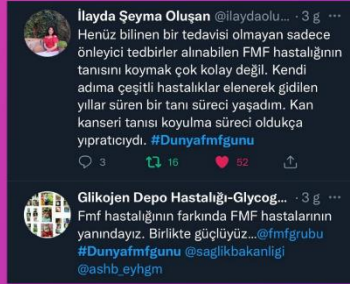 İlayda Şeyma Oluşan @ilaydaolu... · 3 g ···
Henüz bilinen bir tedavisi olmayan sadece
önleyici tedbirler alınabilen FMF hastalığının
tanısını koymak çok kolay değil. Kendi
adıma çeşitli hastalıklar elenerek gidilen
yıllar süren bir tanı süreci yaşadım. Kan
kanseri tanısı koyulma süreci oldukça
yıpratıcıydı. #Dunyafmfgunu
3 16 52
Glikojen Depo Hastalığı-Glycog... · 3 g ···
Fmf hastalığının farkında FMF hastalarının
yanındayız. Birlikte güçlüyüz...@fmfgrubu
#Dunyafmfgunu @saglikbakanligi
@ashb_eyhgm